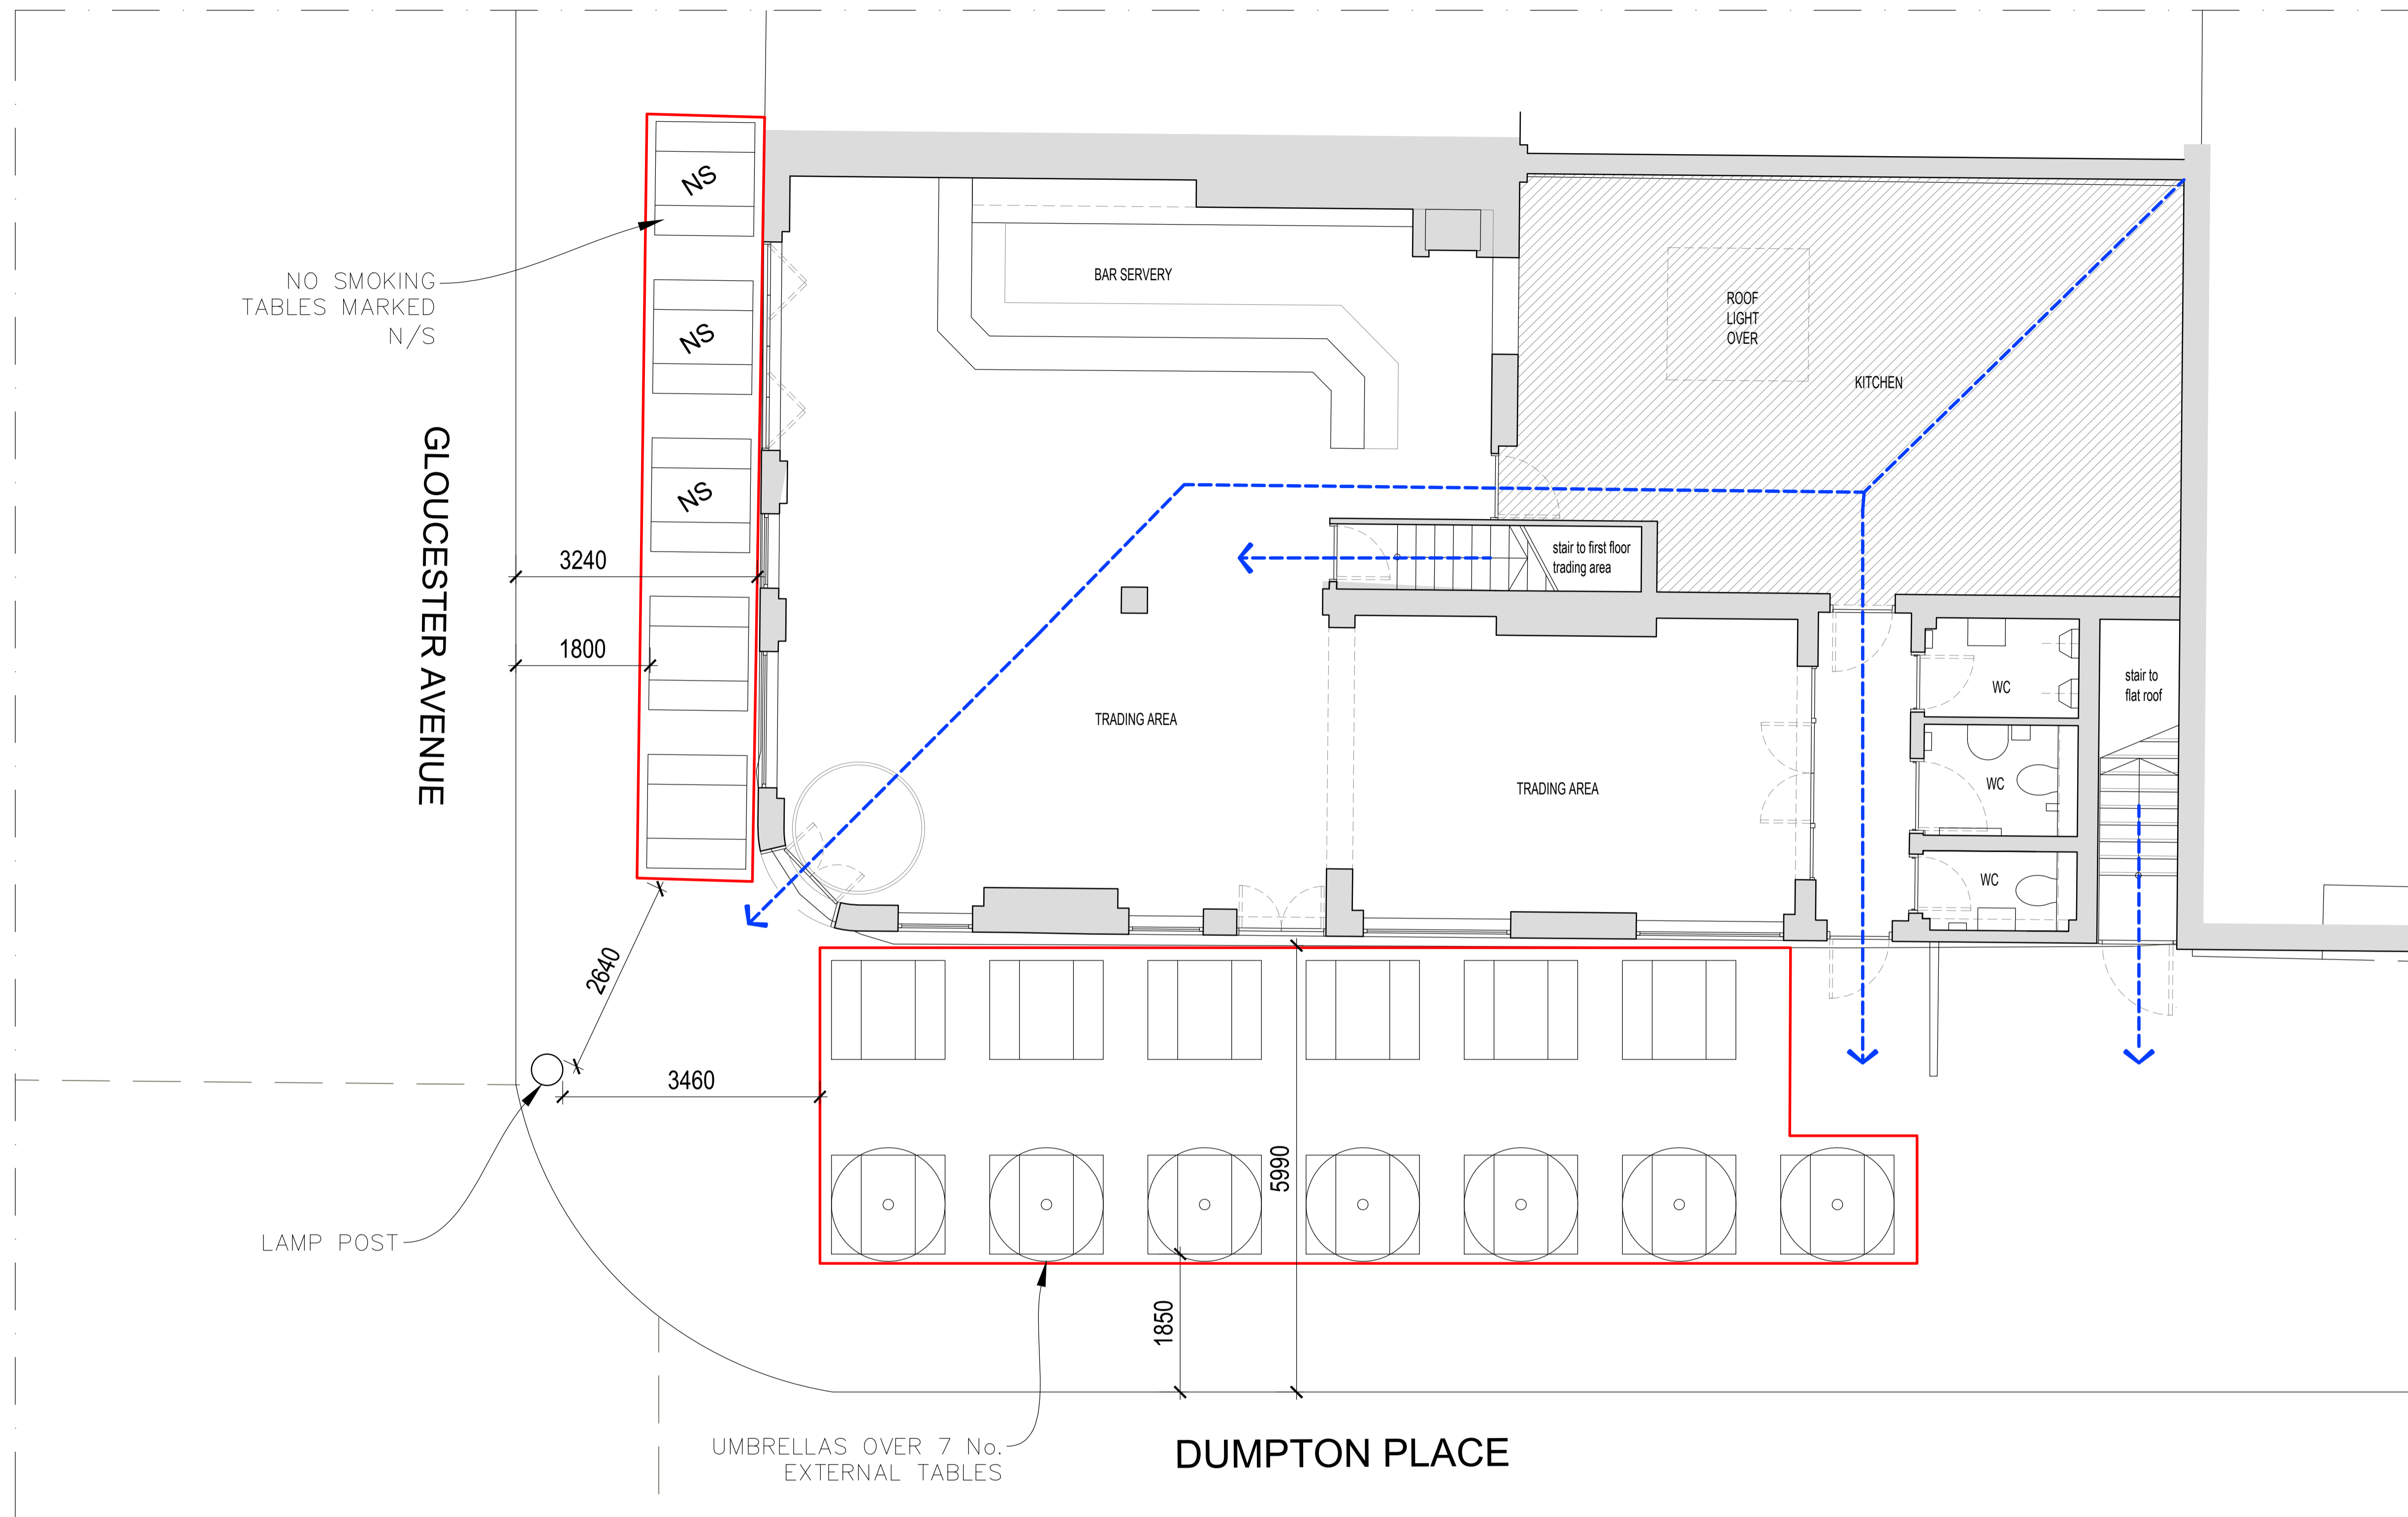 NS
NO SMOKING
TABLES MARKED
N/S
NS
NS
GLOUCESTER AVENUE
3240
1800
2640
3460
LAMP POST
BAR SERVERY
ROOF
LIGHT
OVER
KITCHEN
stair to first floor
trading area
TRADING AREA
TRADING AREA
WC
WC
WC
stair to
flat roof
5990
1850
UMBRELLAS OVER 7 No.
EXTERNAL TABLES
DUMPTON PLACE